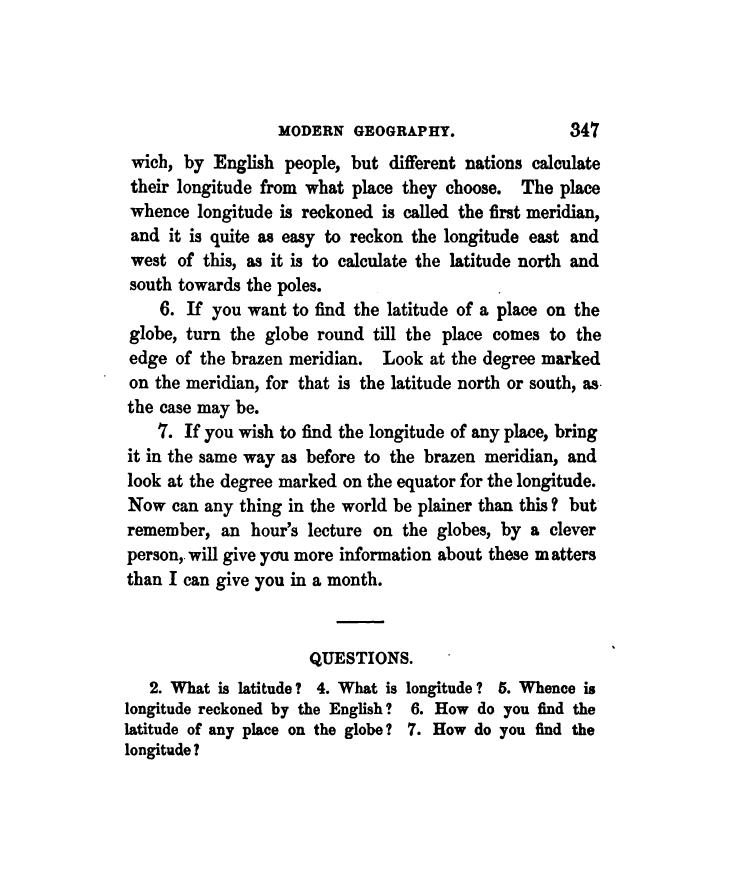 MODERN GEOGRAPHY. 347
wich, by English people, but different nations calculate
their longitude from what place they choose. The place
whence longitude is reckoned is called the first meridian,
and it is quite as easy to reckon the longitude east and
west of this, as it is to calculate the latitude north and
south towards the poles.
6. If you want to find the latitude of a place on the
globe, turn the globe round till the place comes to the
edge of the brazen meridian. Look at the degree marked
on the meridian, for that is the latitude north or south, as
the case may be.
7. If you wish to find the longitude of any place, bring
it in the same way as before to the brazen meridian, and
look at the degree marked on the equator for the longitude.
Now can any thing in the world be plainer than this? but
remember, an hour's lecture on the globes, by a clever
person, will give you more information about these matters
than I can give you in a month.
QUESTIONS.
2. What is latitude? 4. What is longitude? 5. Whence is
longitude reckoned by the English? 6. How do you find the
latitude of any place on the globe? 7. How do you find the
longitude?